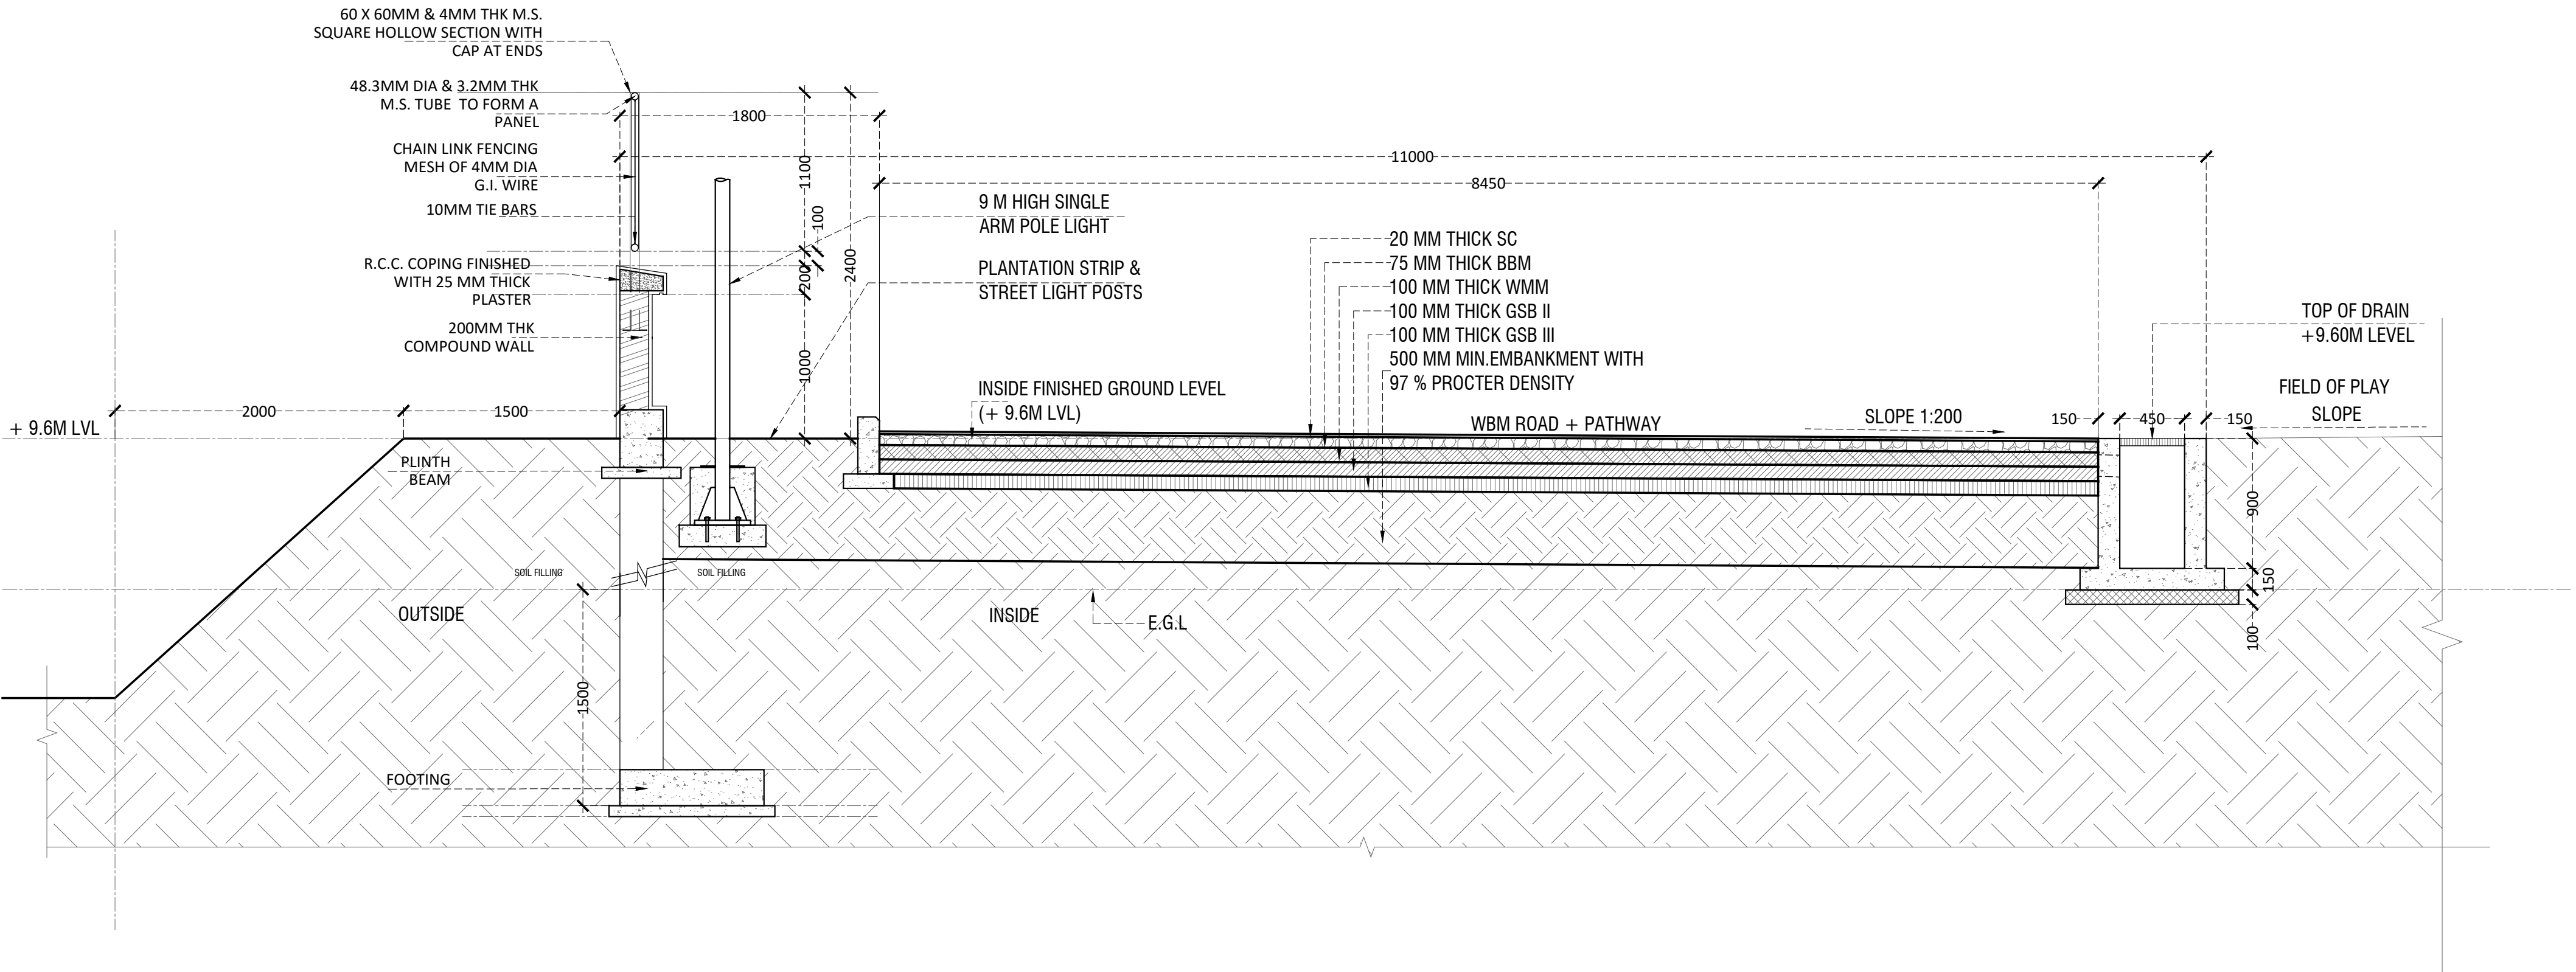 60 X 60MM & 4MM THK M.S.
SQUARE HOLLOW SECTION WITH
CAP AT ENDS
48.3MM DIA & 3.2MM THK
M.S. TUBE TO FORM A
PANEL
CHAIN LINK FENCING
MESH OF 4MM DIA
G.I. WIRE
10MM TIE BARS
R.C.C. COPING FINISHED
WITH 25 MM THICK
PLASTER
200MM THK
COMPOUND WALL
1800
11000
8450
1100
100
200
2400
1000
9 M HIGH SINGLE
ARM POLE LIGHT
PLANTATION STRIP &
STREET LIGHT POSTS
INSIDE FINISHED GROUND LEVEL
(+ 9.6M LVL)
20 MM THICK SC
75 MM THICK BBM
100 MM THICK WMM
100 MM THICK GSB II
100 MM THICK GSB III
500 MM MIN.EMBANKMENT WITH
97 % PROCTER DENSITY
WBM ROAD + PATHWAY
SLOPE 1:200
TOP OF DRAIN
+9.60M LEVEL
FIELD OF PLAY
SLOPE
150
450
150
2000
1500
+ 9.6M LVL
PLINTH
BEAM
900
150
100
SOIL FILLING
SOIL FILLING
OUTSIDE
INSIDE
E.G.L
1500
FOOTING